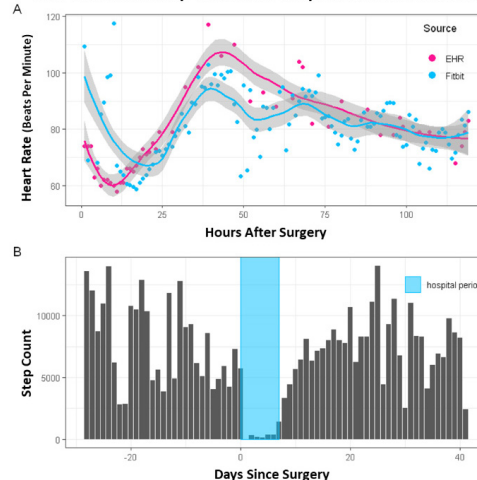 A
120
100
80
60
Heart Rate (Beats Per Minute)
Source
EHR
Fitbit
0
25
50
75
100
Hours After Surgery
B
10000
5000
0
Step Count
hospital perio
-20
0
20
40
Days Since Surgery